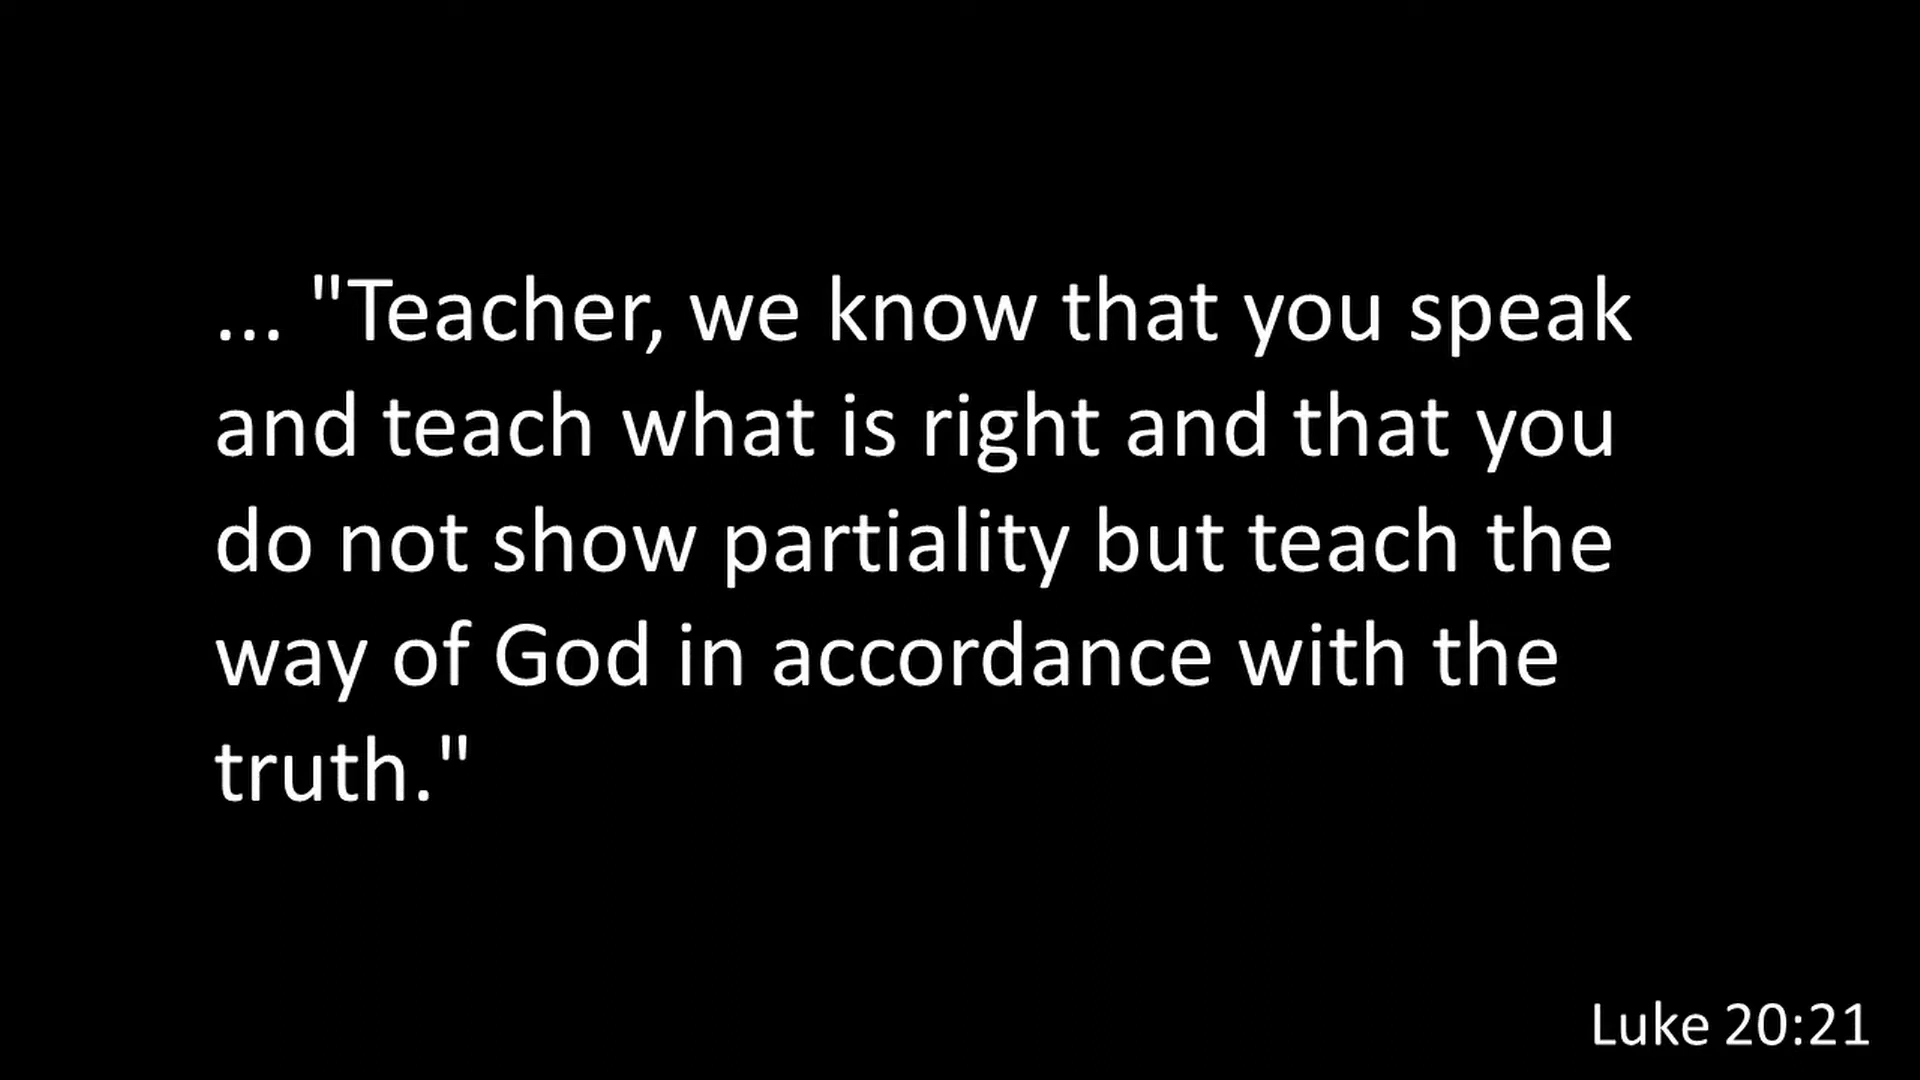 ... "Teacher, we know that you speak
and teach what is right and that you
do not show partiality but teach the
way of God in accordance with the
truth."
Luke 20:21